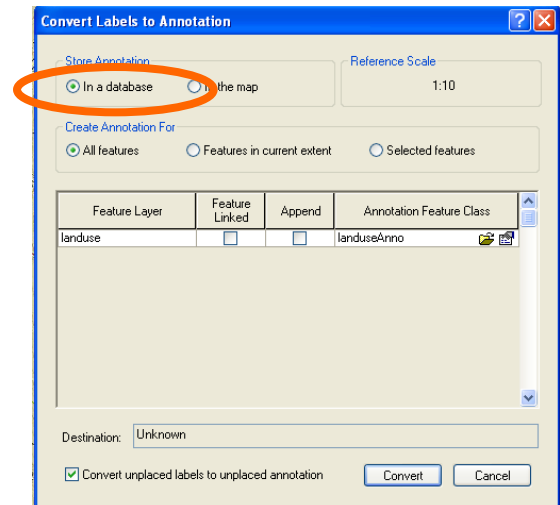 Convert Labels to Annotation
Store Annotation
Reference Scale
In a database
In the map
1:10
Create Annotation For
All features
Features in current extent
Selected features
Feature Layer
Feature Linked
Append
Annotation Feature Class
landuse
landuseAnno
Destination: Unknown
Convert unplaced labels to unplaced annotation
Convert
Cancel